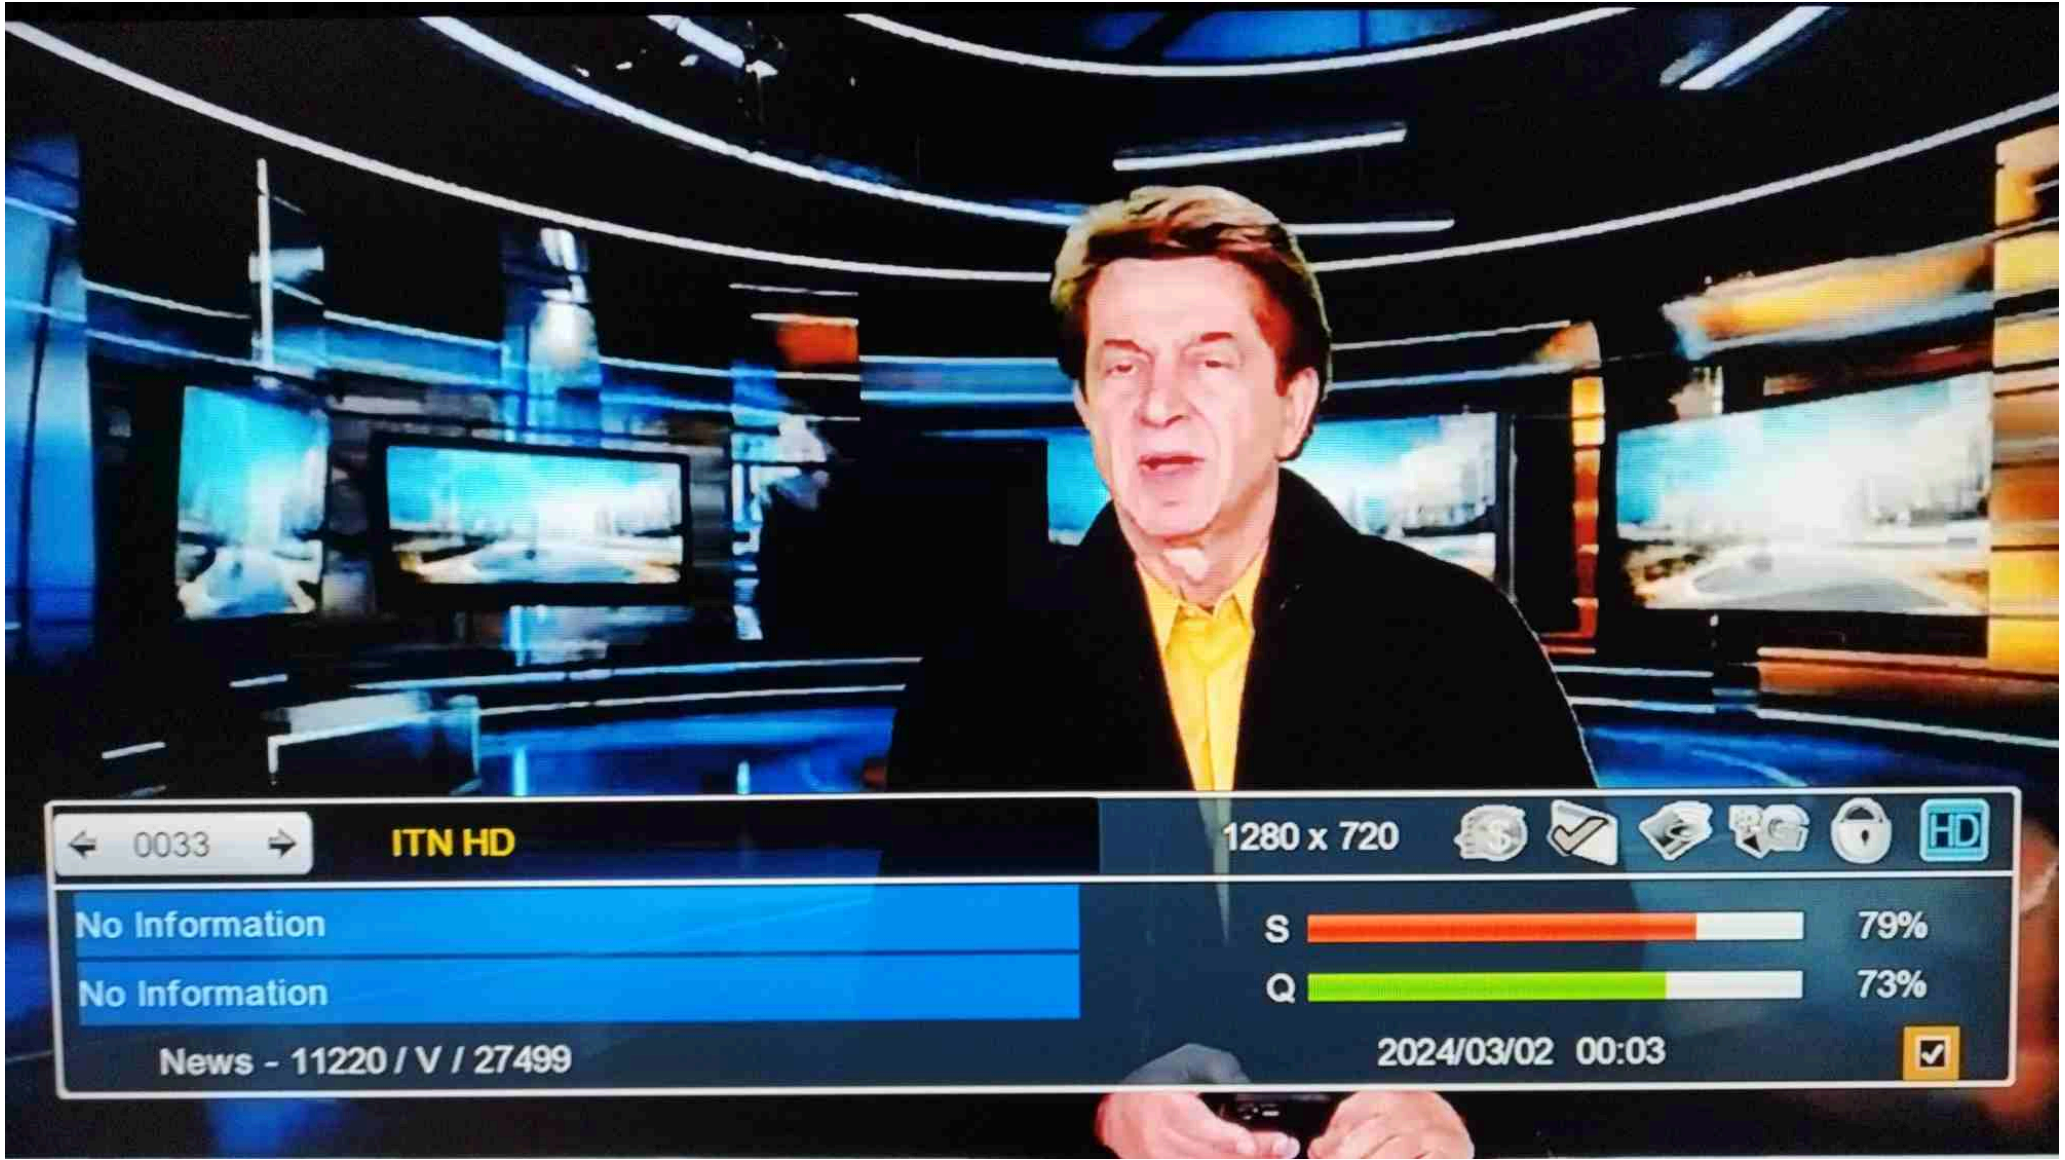 0033 ITN HD 1280 x 720 HD
No Information
S 79%
No Information
Q 73%
News - 11220 / V / 27499 2024/03/02 00:03